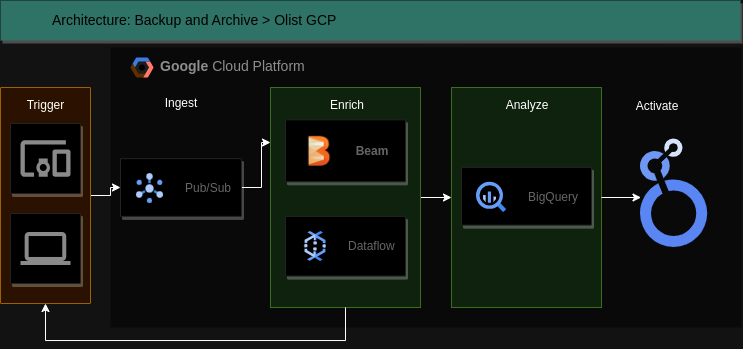 Architecture: Backup and Archive > Olist GCP
Google Cloud Platform
Trigger
Ingest
Enrich
Analyze
Activate
Beam
Pub/Sub
BigQuery
Dataflow